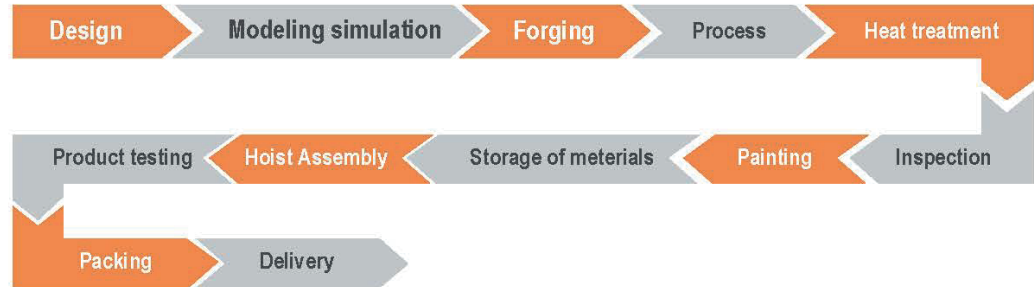 Design
Modeling simulation
Forging
Process
Heat treatment
Inspection
Painting
Storage of meterials
Hoist Assembly
Product testing
Packing
Delivery